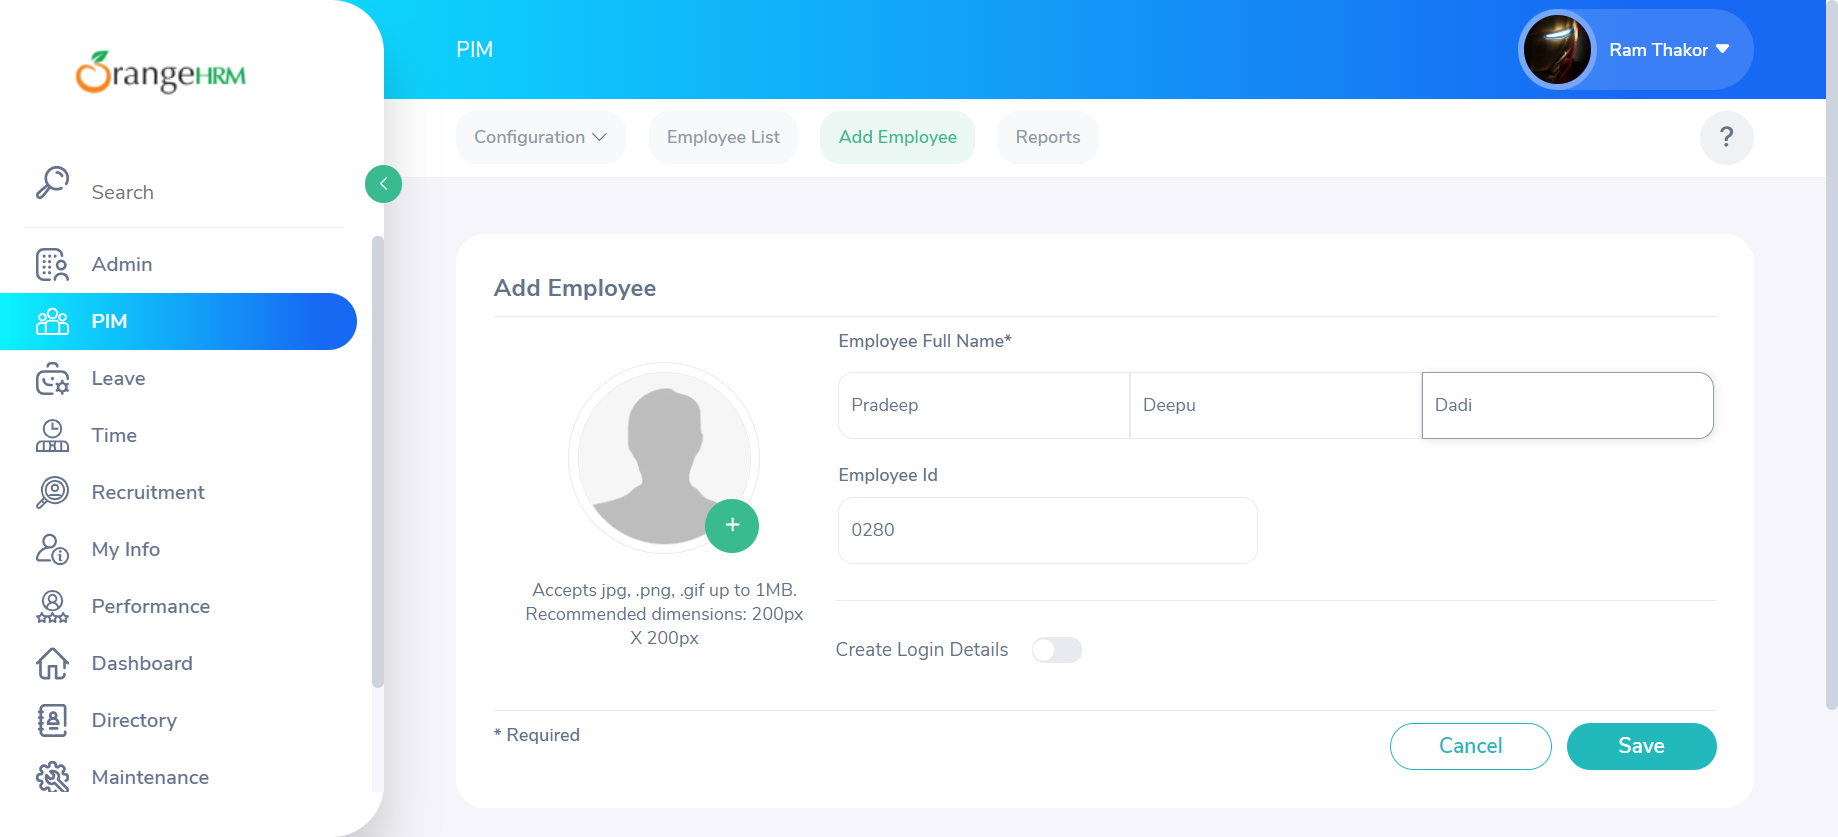 OrangeHRM
Search
Admin
PIM
Leave
Time
Recruitment
My Info
Performance
Dashboard
Directory
Maintenance
PIM
Ram Thakor
Configuration
Employee List
Add Employee
Reports
?
Add Employee
Accepts jpg, .png, .gif up to 1MB.
Recommended dimensions: 200px
X 200px
Employee Full Name*
Pradeep Deepu Dadi
Employee Id
0280
Create Login Details
* Required
Cancel
Save